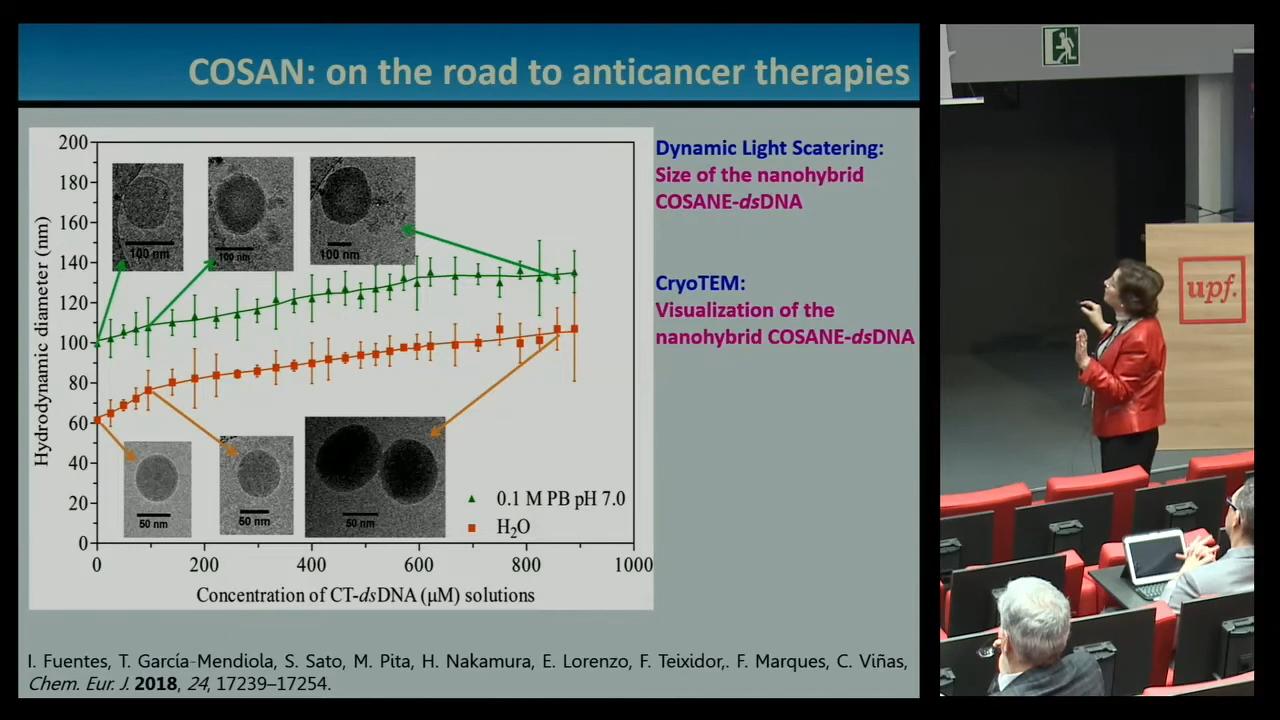 COSAN: on the road to anticancer therapies
200
180
160
140
120
100
80
60
40
20
0
Hydrodynamic diameter (nm)
100 nm
100 nm
100 nm
50 nm
50 nm
50 nm
0.1 M PB pH 7.0
H₂O
0 200 400 600 800 1000
Concentration of CT-dsDNA (μM) solutions
Dynamic Light Scatering:
Size of the nanohybrid
COSANE-dsDNA
CryoTEM:
Visualization of the
nanohybrid COSANE-dsDNA
I. Fuentes, T. García-Mendiola, S. Sato, M. Pita, H. Nakamura, E. Lorenzo, F. Teixidor,. F. Marques, C. Viñas,
Chem. Eur. J. 2018, 24, 17239–17254.
upf.